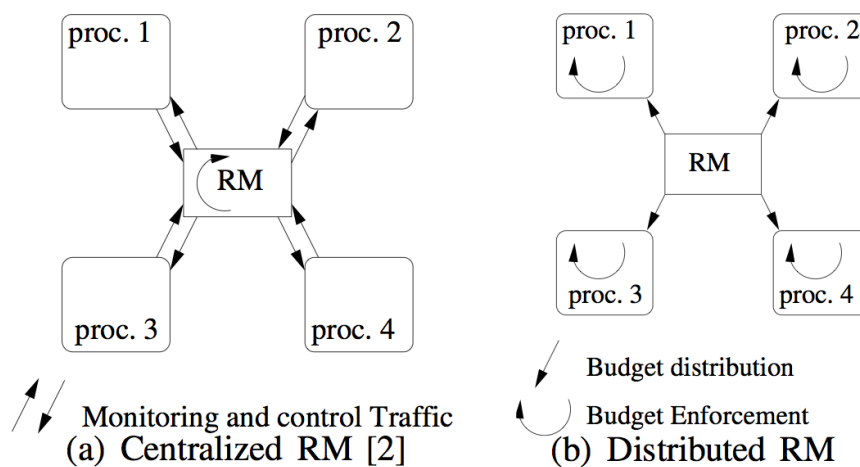 proc. 1
proc. 2
RM
proc. 3
proc. 4
Monitoring and control Traffic
(a) Centralized RM [2]
proc. 1
proc. 2
RM
proc. 3
proc. 4
Budget distribution
Budget Enforcement
(b) Distributed RM